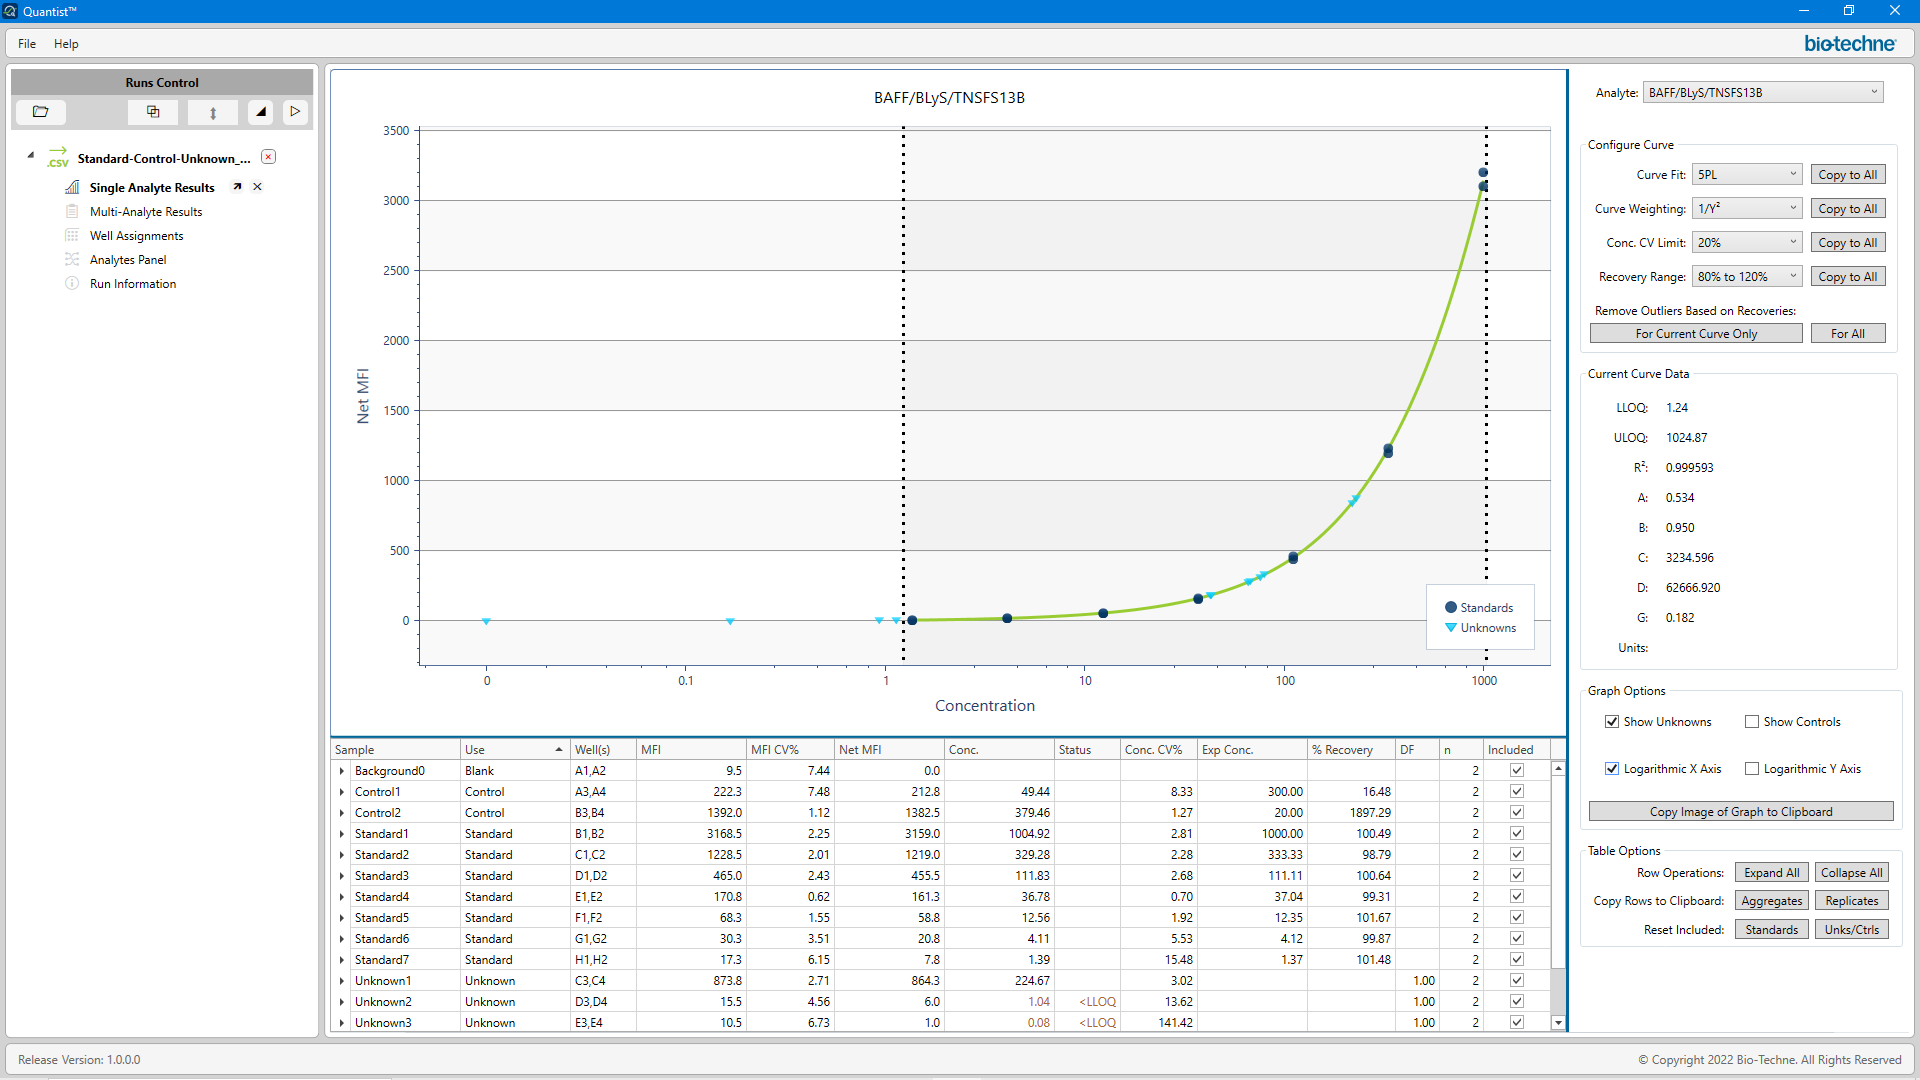 Quantist™
File Help
bio-techne
Runs Control
.CSV Standard-Control-Unknown_...
Single Analyte Results
Multi-Analyte Results
Well Assignments
Analytes Panel
Run Information
BAFF/BLyS/TNSFS13B
Net MFI
3500
3000
2500
2000
1500
1000
500
0
0 0.1 1 10 100 1000
Concentration
Standards
Unknowns
Sample Use Well(s) MFI MFI CV% Net MFI Conc. Status Conc. CV% Exp Conc. % Recovery DF n Included
Background0 Blank A1,A2 9.5 7.44 0.0 2
Control1 Control A3,A4 222.3 7.48 212.8 49.44 8.33 300.00 16.48 2
Control2 Control B3,B4 1392.0 1.12 1382.5 379.46 1.27 20.00 1897.29 2
Standard1 Standard B1,B2 3168.5 2.25 3159.0 1004.92 2.81 1000.00 100.49 2
Standard2 Standard C1,C2 1228.5 2.01 1219.0 329.28 2.28 333.33 98.79 2
Standard3 Standard D1,D2 465.0 2.43 455.5 111.83 2.68 111.11 100.64 2
Standard4 Standard E1,E2 170.8 0.62 161.3 36.78 0.70 37.04 99.31 2
Standard5 Standard F1,F2 68.3 1.55 58.8 12.56 1.92 12.35 101.67 2
Standard6 Standard G1,G2 30.3 3.51 20.8 4.11 5.53 4.12 99.87 2
Standard7 Standard H1,H2 17.3 6.15 7.8 1.39 15.48 1.37 101.48 2
Unknown1 Unknown C3,C4 873.8 2.71 864.3 224.67 3.02 1.00 2
Unknown2 Unknown D3,D4 15.5 4.56 6.0 1.04 <LLOQ 13.62 1.00 2
Unknown3 Unknown E3,E4 10.5 6.73 1.0 0.08 <LLOQ 141.42 1.00 2
Analyte: BAFF/BLyS/TNSFS13B
Configure Curve
Curve Fit: 5PL Copy to All
Curve Weighting: 1/Y² Copy to All
Conc. CV Limit: 20% Copy to All
Recovery Range: 80% to 120% Copy to All
Remove Outliers Based on Recoveries:
For Current Curve Only For All
Current Curve Data
LLOQ: 1.24
ULOQ: 1024.87
R²: 0.999593
A: 0.534
B: 0.950
C: 3234.596
D: 62666.920
G: 0.182
Units:
Graph Options
Show Unknowns Show Controls
Logarithmic X Axis Logarithmic Y Axis
Copy Image of Graph to Clipboard
Table Options
Row Operations: Expand All Collapse All
Copy Rows to Clipboard: Aggregates Replicates
Reset Included: Standards Unks/Ctrls
Release Version: 1.0.0.0
© Copyright 2022 Bio-Techne. All Rights Reserved